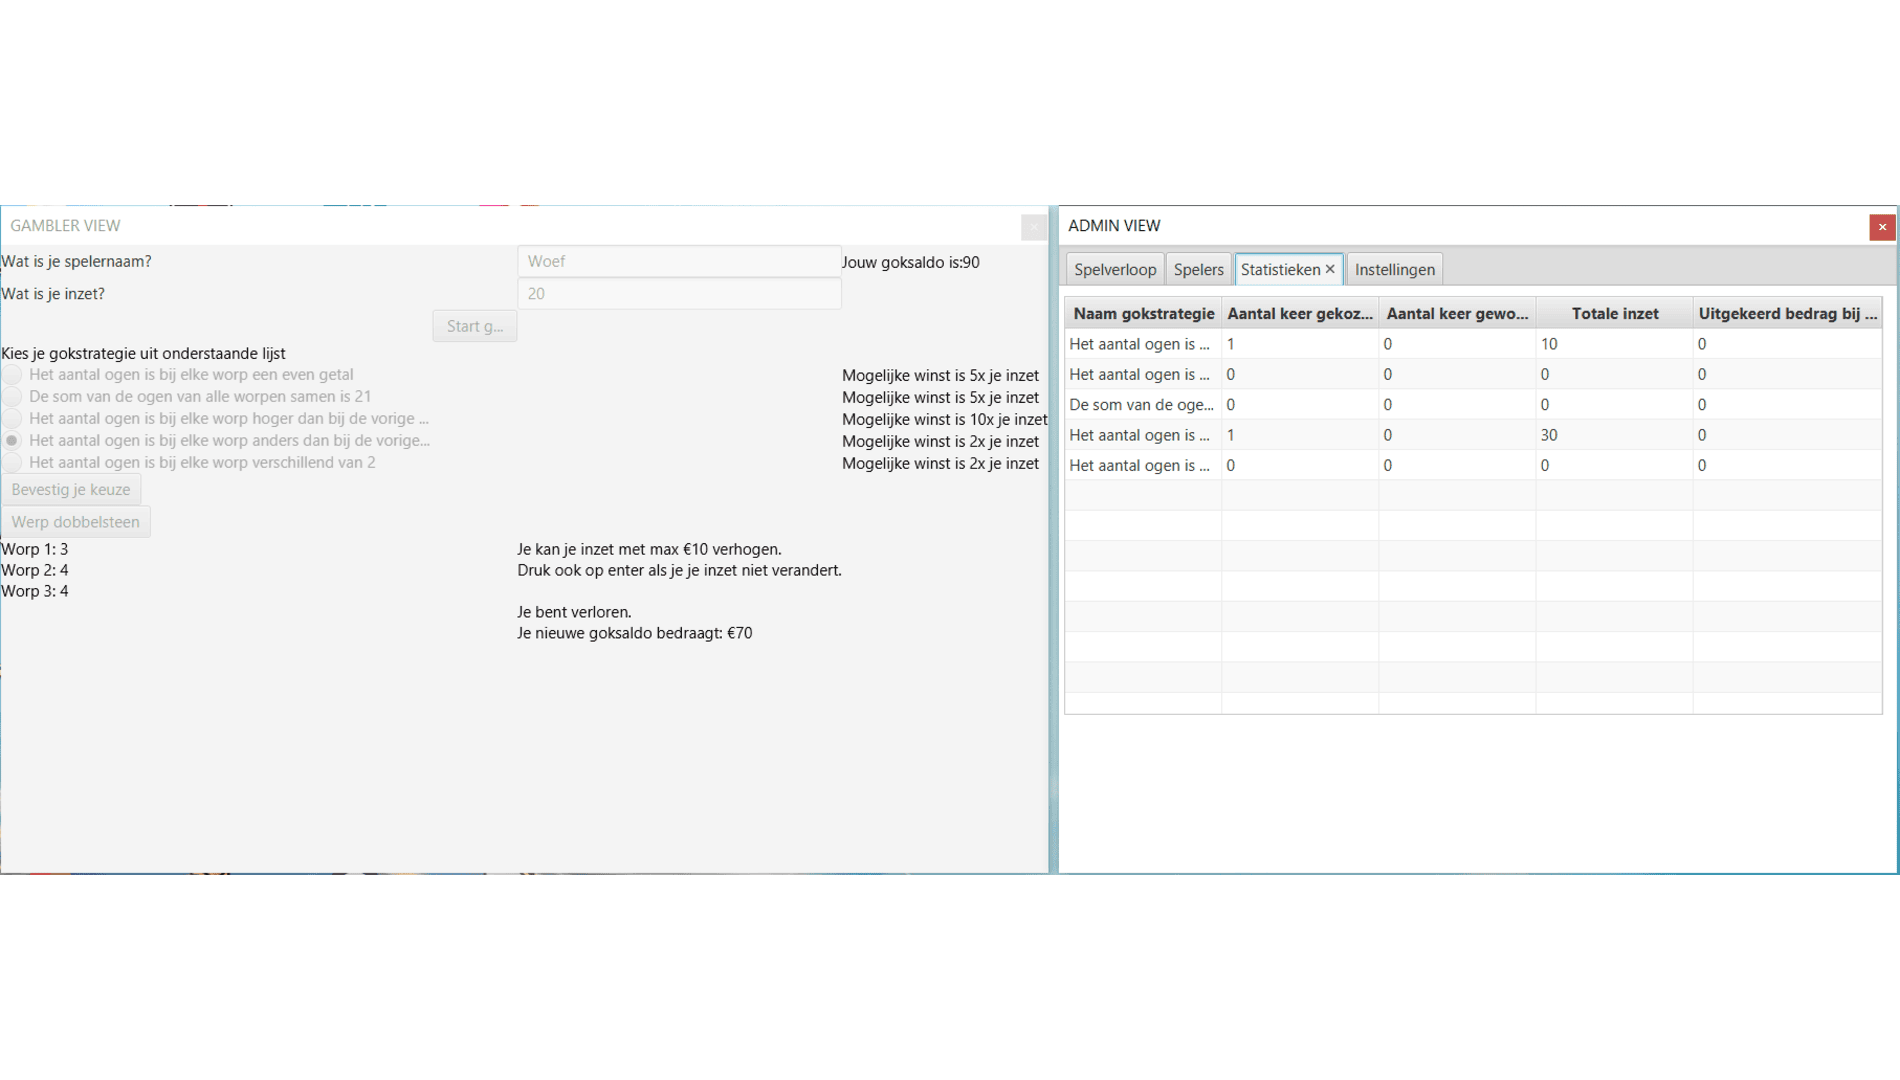 GAMBLER VIEW
Wat is je spelernaam?
Woef
Jouw goksaldo is:90
Wat is je inzet?
20
Start g...
Kies je gokstrategie uit onderstaande lijst
Het aantal ogen is bij elke worp een even getal
Mogelijke winst is 5x je inzet
De som van de ogen van alle worpen samen is 21
Mogelijke winst is 5x je inzet
Het aantal ogen is bij elke worp hoger dan bij de vorige ...
Mogelijke winst is 10x je inzet
Het aantal ogen is bij elke worp anders dan bij de vorige...
Mogelijke winst is 2x je inzet
Het aantal ogen is bij elke worp verschillend van 2
Mogelijke winst is 2x je inzet
Bevestig je keuze
Werp dobbelsteen
Worp 1: 3
Worp 2: 4
Worp 3: 4
Je kan je inzet met max €10 verhogen.
Druk ook op enter als je je inzet niet verandert.
Je bent verloren.
Je nieuwe goksaldo bedraagt: €70
ADMIN VIEW
Spelverloop Spelers Statistieken Instellingen
Naam gokstrategie Aantal keer gekoz... Aantal keer gewo... Totale inzet Uitgekeerd bedrag bij ...
Het aantal ogen is ... 1 0 10 0
Het aantal ogen is ... 0 0 0 0
De som van de oge... 0 0 0 0
Het aantal ogen is ... 1 0 30 0
Het aantal ogen is ... 0 0 0 0